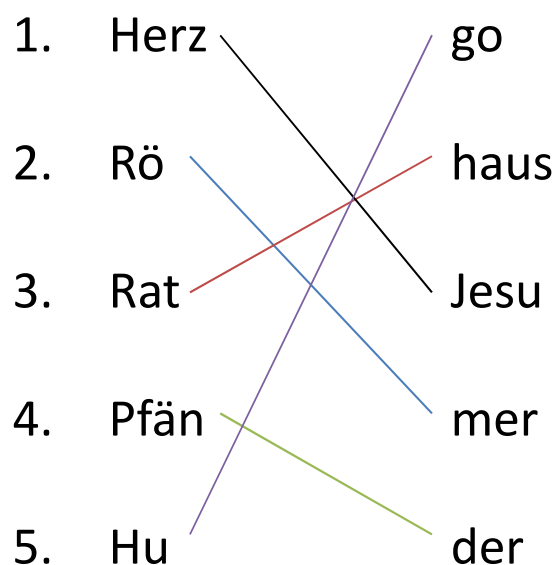 1. Herz go
2. Rö haus
3. Rat Jesu
4. Pfän mer
5. Hu der